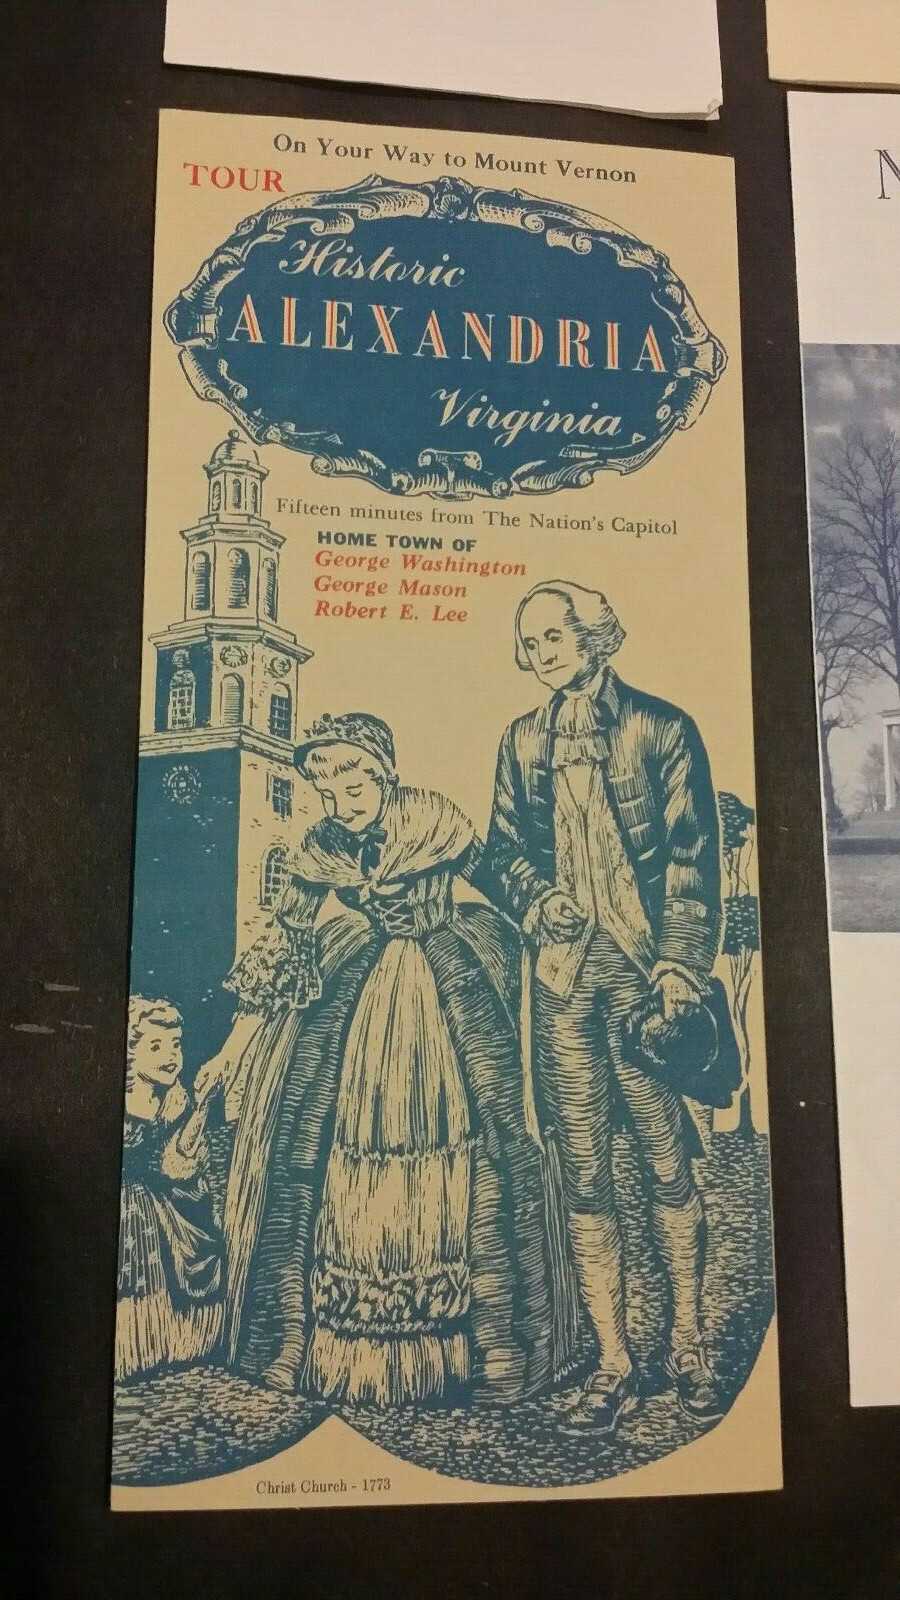 On Your Way to Mount Vernon
TOUR
Historic
ALEXANDRIA
Virginia
Fifteen minutes from The Nation's Capitol
HOME TOWN OF
George Washington
George Mason
Robert E. Lee
Christ Church - 1773